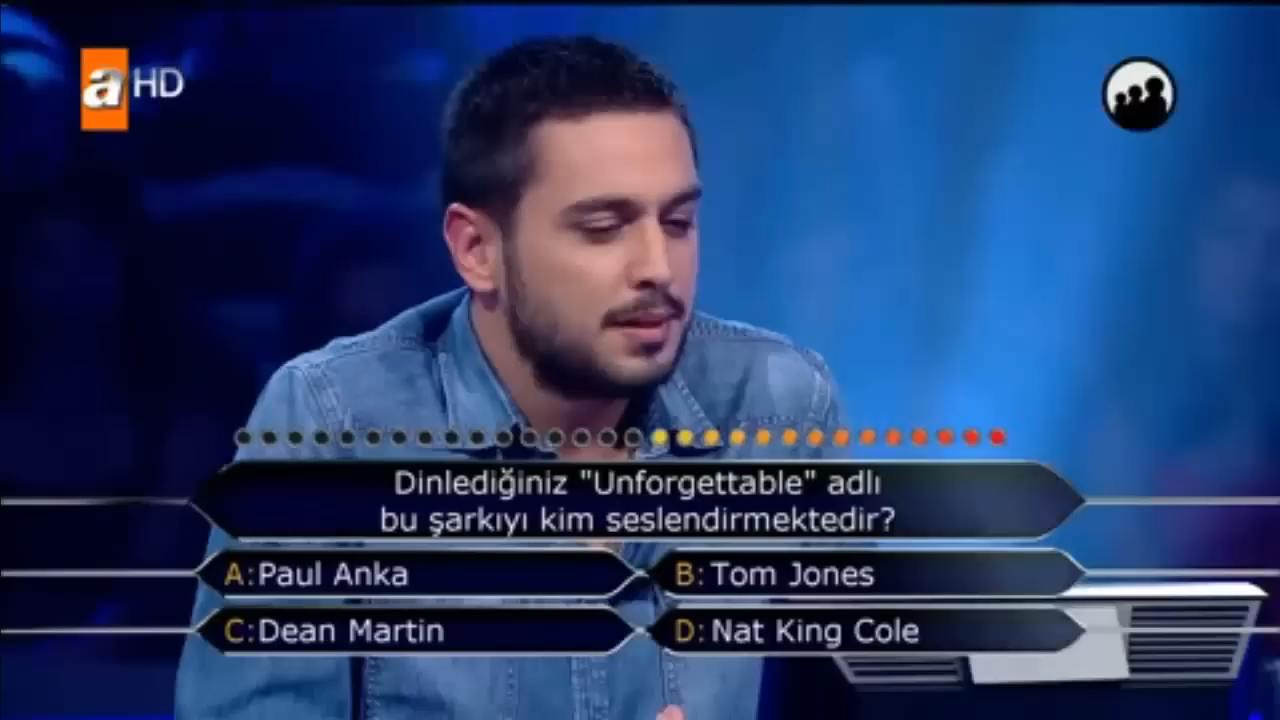 a HD
Dinlediğiniz "Unforgettable" adlı
bu şarkıyı kim seslendirmektedir?
A: Paul Anka
B: Tom Jones
C: Dean Martin
D: Nat King Cole